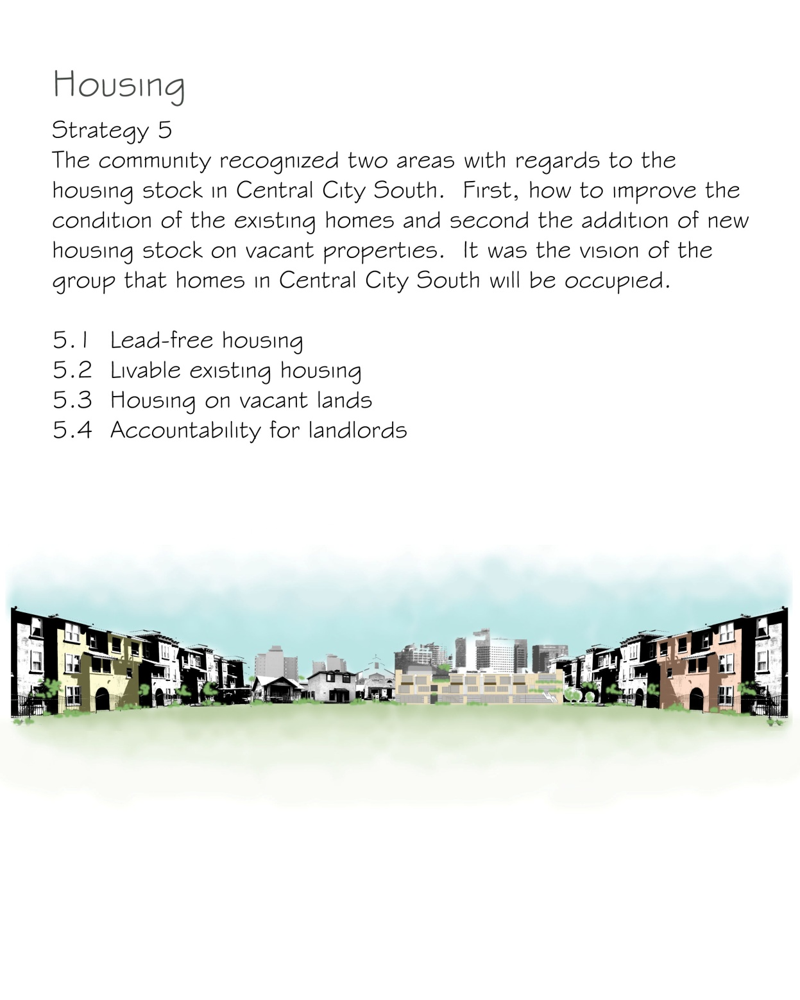 Housing
Strategy 5
The community recognized two areas with regards to the
housing stock in Central City South.  First, how to improve the
condition of the existing homes and second the addition of new
housing stock on vacant properties.  It was the vision of the
group that homes in Central City South will be occupied.
5.1  Lead-free housing
5.2  Livable existing housing
5.3  Housing on vacant lands
5.4  Accountability for landlords